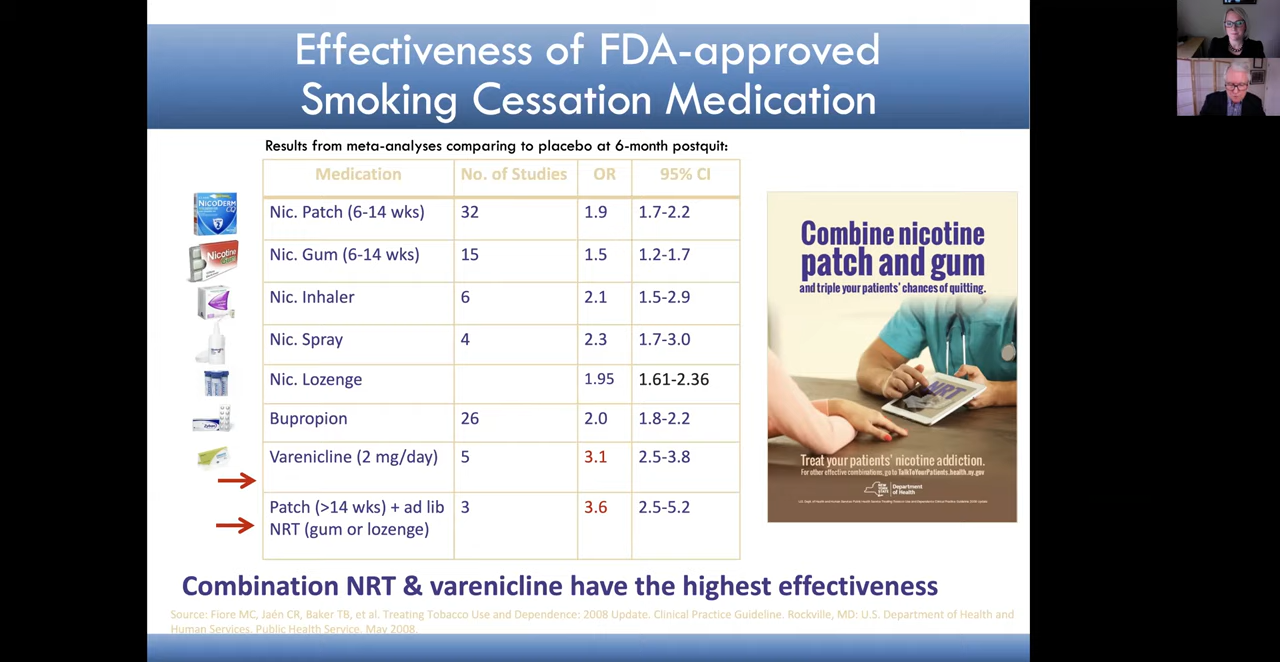 Effectiveness of FDA-approved
Smoking Cessation Medication
Results from meta-analyses comparing to placebo at 6-month postquit:
Medication No. of Studies OR 95% CI
Nic. Patch (6-14 wks) 32 1.9 1.7-2.2
Nic. Gum (6-14 wks) 15 1.5 1.2-1.7
Nic. Inhaler 6 2.1 1.5-2.9
Nic. Spray 4 2.3 1.7-3.0
Nic. Lozenge 1.95 1.61-2.36
Bupropion 26 2.0 1.8-2.2
Varenicline (2 mg/day) 5 3.1 2.5-3.8
Patch (>14 wks) + ad lib 3 3.6 2.5-5.2
NRT (gum or lozenge)
NICODERM
CQ
Nicotine
Combine nicotine
patch and gum
and triple your patients' chances of quitting.
NRT
Treat your patients' nicotine addiction.
For other effective combinations, go to TalkToYourPatients.health.ny.gov
NEW YORK STATE
Department
of Health
Combination NRT & varenicline have the highest effectiveness
Source: Fiore MC, Jaén CR, Baker TB, et al. Treating Tobacco Use and Dependence: 2008 Update. Clinical Practice Guideline. Rockville, MD: U.S. Department of Health and
Human Services. Public Health Service. May 2008.